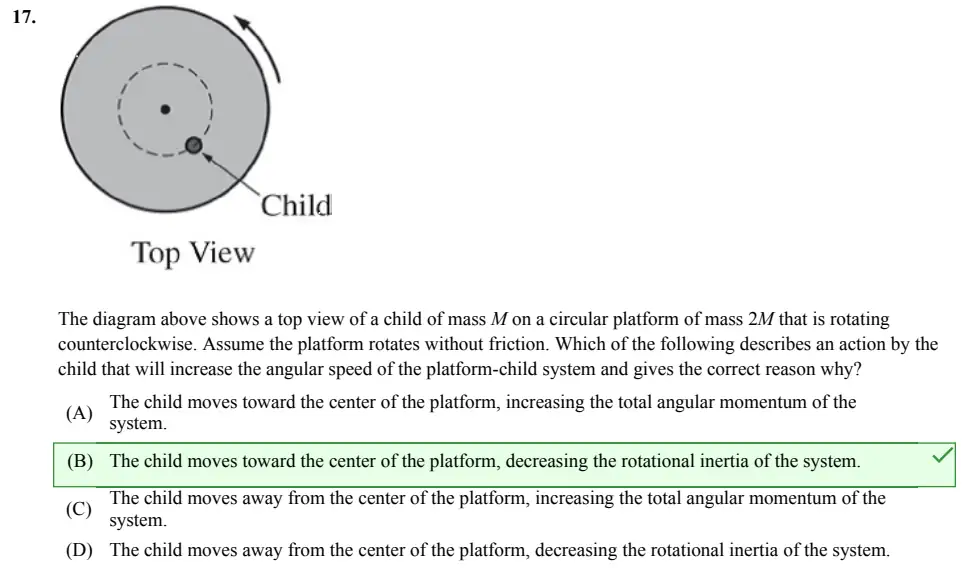 17.
Child
Top View
The diagram above shows a top view of a child of mass M on a circular platform of mass 2M that is rotating
counterclockwise. Assume the platform rotates without friction. Which of the following describes an action by the
child that will increase the angular speed of the platform-child system and gives the correct reason why?
(A) The child moves toward the center of the platform, increasing the total angular momentum of the
system.
(B) The child moves toward the center of the platform, decreasing the rotational inertia of the system.
(C) The child moves away from the center of the platform, increasing the total angular momentum of the
system.
(D) The child moves away from the center of the platform, decreasing the rotational inertia of the system.